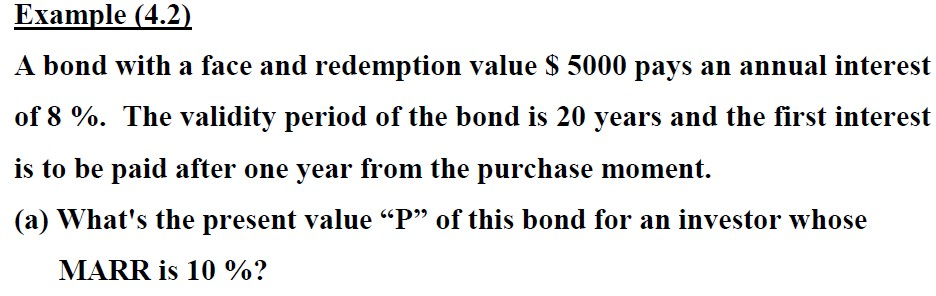 Example (4.2)
A bond with a face and redemption value $ 5000 pays an annual interest
of 8 %. The validity period of the bond is 20 years and the first interest
is to be paid after one year from the purchase moment.
(a) What's the present value “P” of this bond for an investor whose
MARR is 10 %?